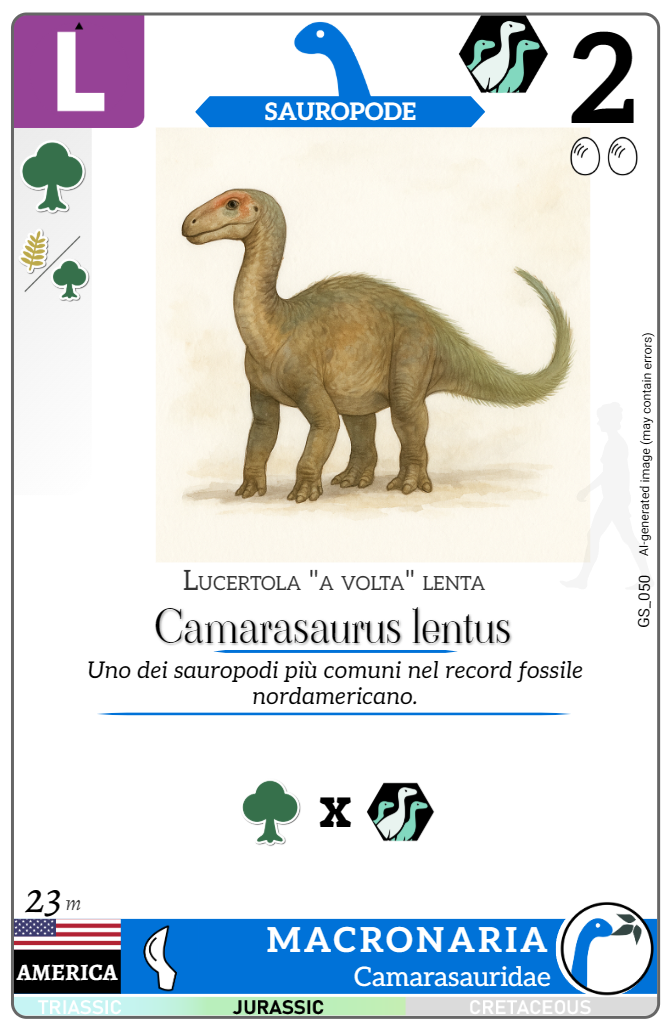 L
SAUROPODE
2
AI-generated image (may contain errors)
GS_050
Lucertola "a volta" lenta
Camarasaurus lentus
Uno dei sauropodi più comuni nel record fossile
nordamericano.
x
23 m
AMERICA
MACRONARIA
Camarasauridae
TRIASSIC
JURASSIC
CRETACEOUS